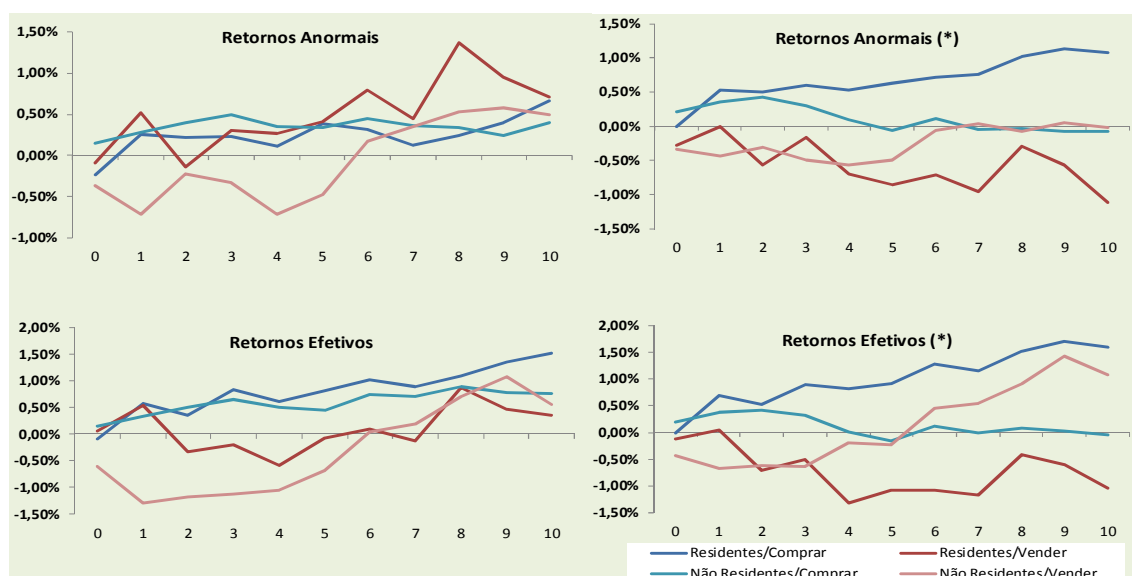 Retornos Anormais
1,50%
1,00%
0,50%
0,00%
-0,50%
-1,00%
0 1 2 3 4 5 6 7 8 9 10
Retornos Anormais (*)
1,50%
1,00%
0,50%
0,00%
-0,50%
-1,00%
-1,50%
0 1 2 3 4 5 6 7 8 9 10
Retornos Efetivos
2,00%
1,50%
1,00%
0,50%
0,00%
-0,50%
-1,00%
-1,50%
0 1 2 3 4 5 6 7 8 9 10
Retornos Efetivos (*)
2,00%
1,50%
1,00%
0,50%
0,00%
-0,50%
-1,00%
-1,50%
0 1 2 3 4 5 6 7 8 9 10
Residentes/Comprar Residentes/Vender
Não Residentes/Comprar Não Residentes/Vender